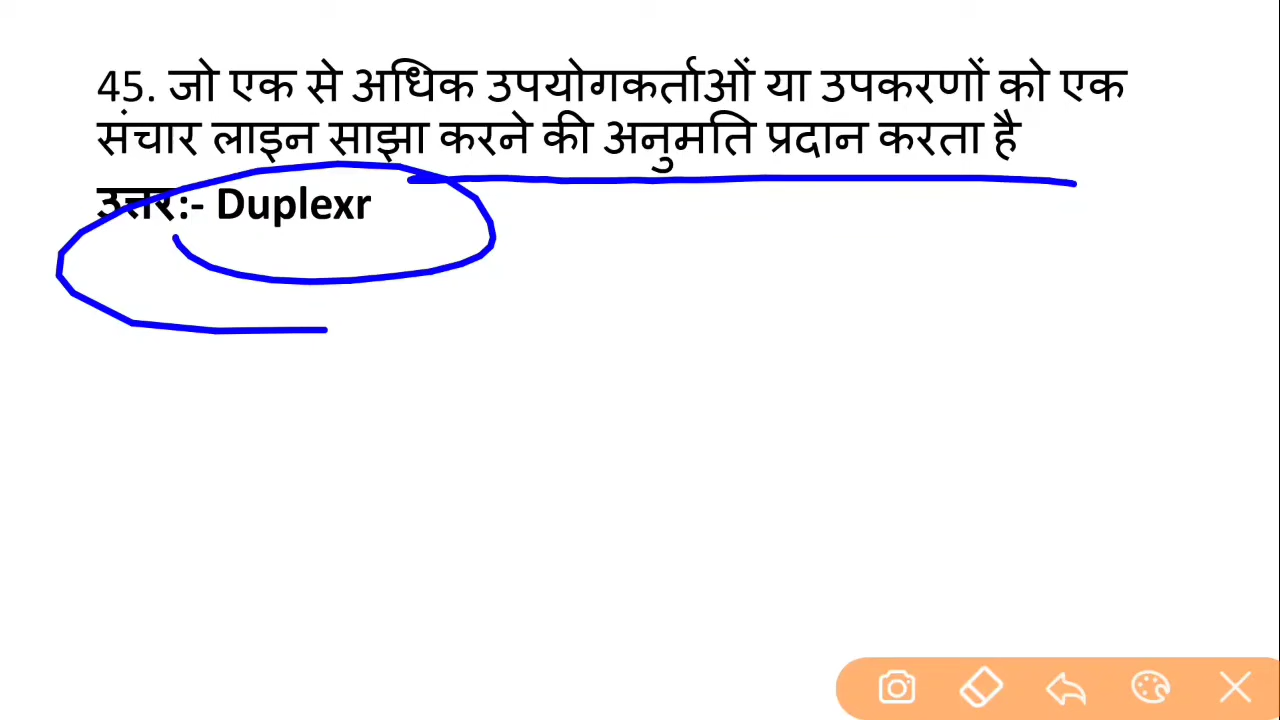 45. जो एक से अधिक उपयोगकर्ताओं या उपकरणों को एक
संचार लाइन साझा करने की अनुमति प्रदान करता है
उत्तर:- Duplexr